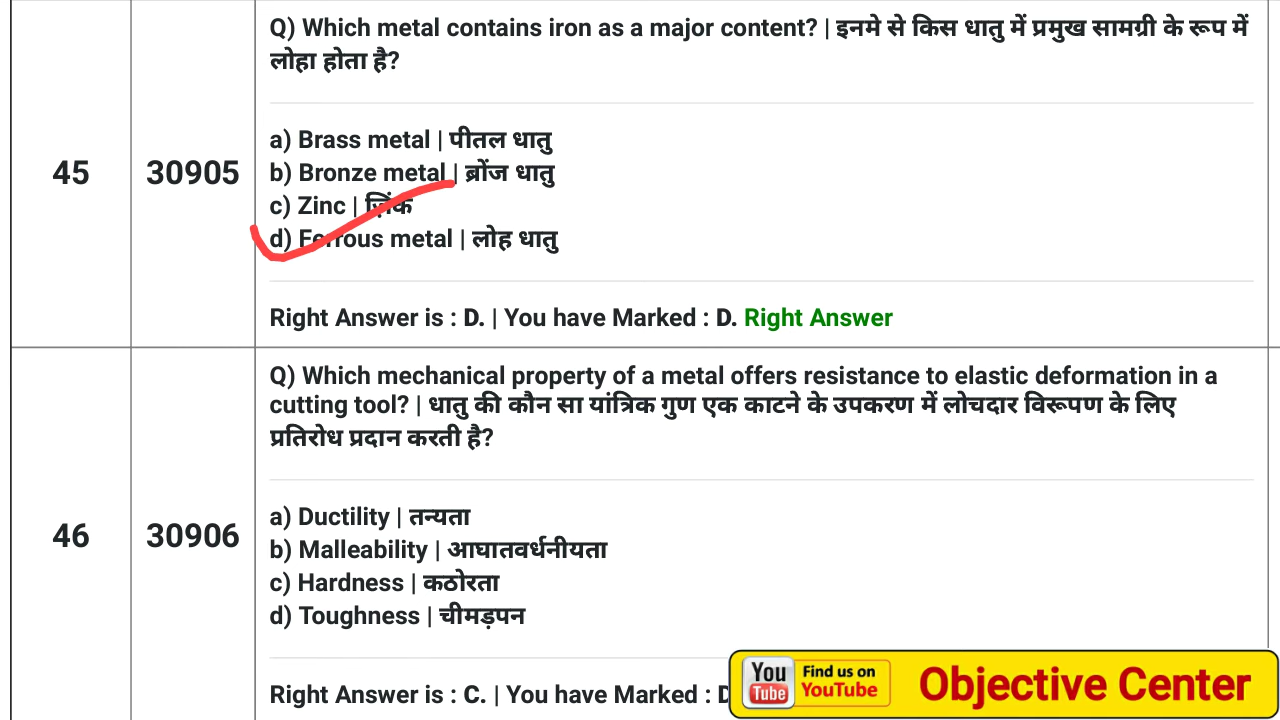 Q) Which metal contains iron as a major content? | इनमे से किस धातु में प्रमुख सामग्री के रूप में
लोहा होता है?
45
30905
a) Brass metal | पीतल धातु
b) Bronze metal | ब्रोंज धातु
c) Zinc | ज़िंक
d) Ferrous metal | लोह धातु
Right Answer is : D. | You have Marked : D. Right Answer
Q) Which mechanical property of a metal offers resistance to elastic deformation in a
cutting tool? | धातु की कौन सा यांत्रिक गुण एक काटने के उपकरण में लोचदार विरूपण के लिए
प्रतिरोध प्रदान करती है?
46
30906
a) Ductility | तन्यता
b) Malleability | आघातवर्धनीयता
c) Hardness | कठोरता
d) Toughness | चीमड़पन
Right Answer is : C. | You have Marked : D
You
Tube
Find us on
YouTube
Objective Center